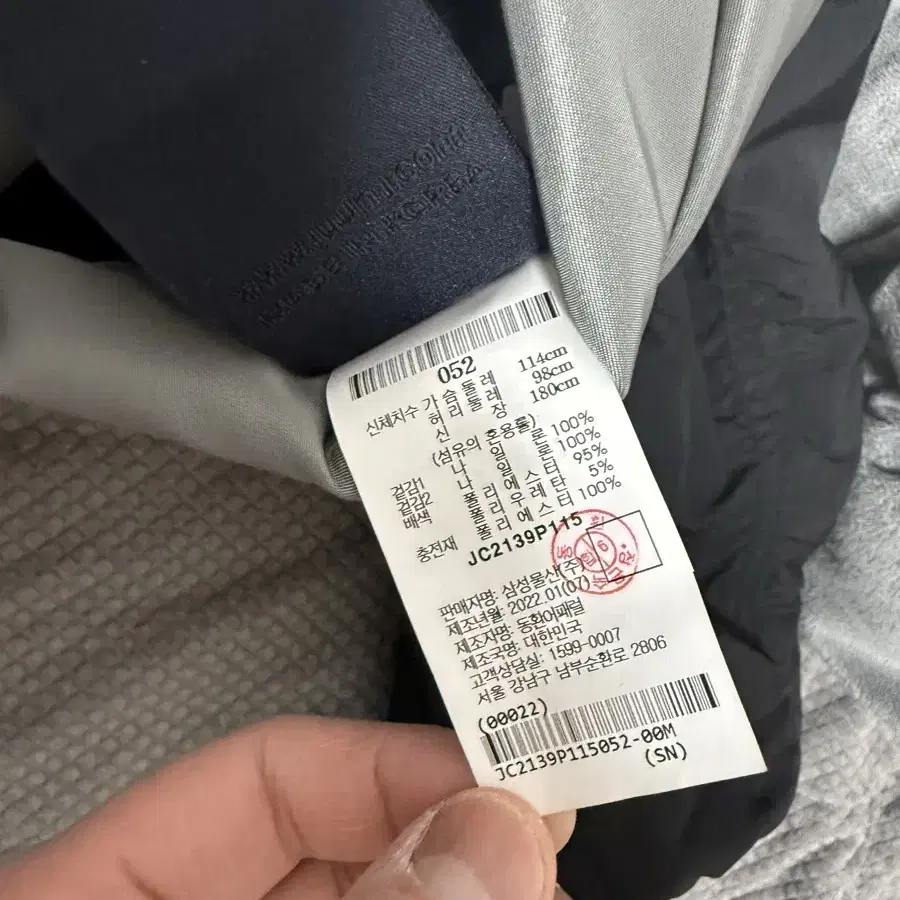 MADE IN KOREA
052
신체치수 가 슴 둘 레 114cm
허 리 둘 레 98cm
신 장 180cm
(섬유의 혼용률)
겉감1 나 일 론 100%
겉감2 나 일 론 100%
배색 폴 리 에 스 터 95%
폴 리 우 레 탄 5%
충전재 폴 리 에 스 터 100%
JC2139P115
판매자명: 삼성물산(주)
제조년월: 2022.01(07)
제조자명: 동환어패럴
제조국명: 대한민국
고객상담실: 1599-0007
서울 강남구 남부순환로 2806
(00022)
JC2139P115052-00M
(SN)